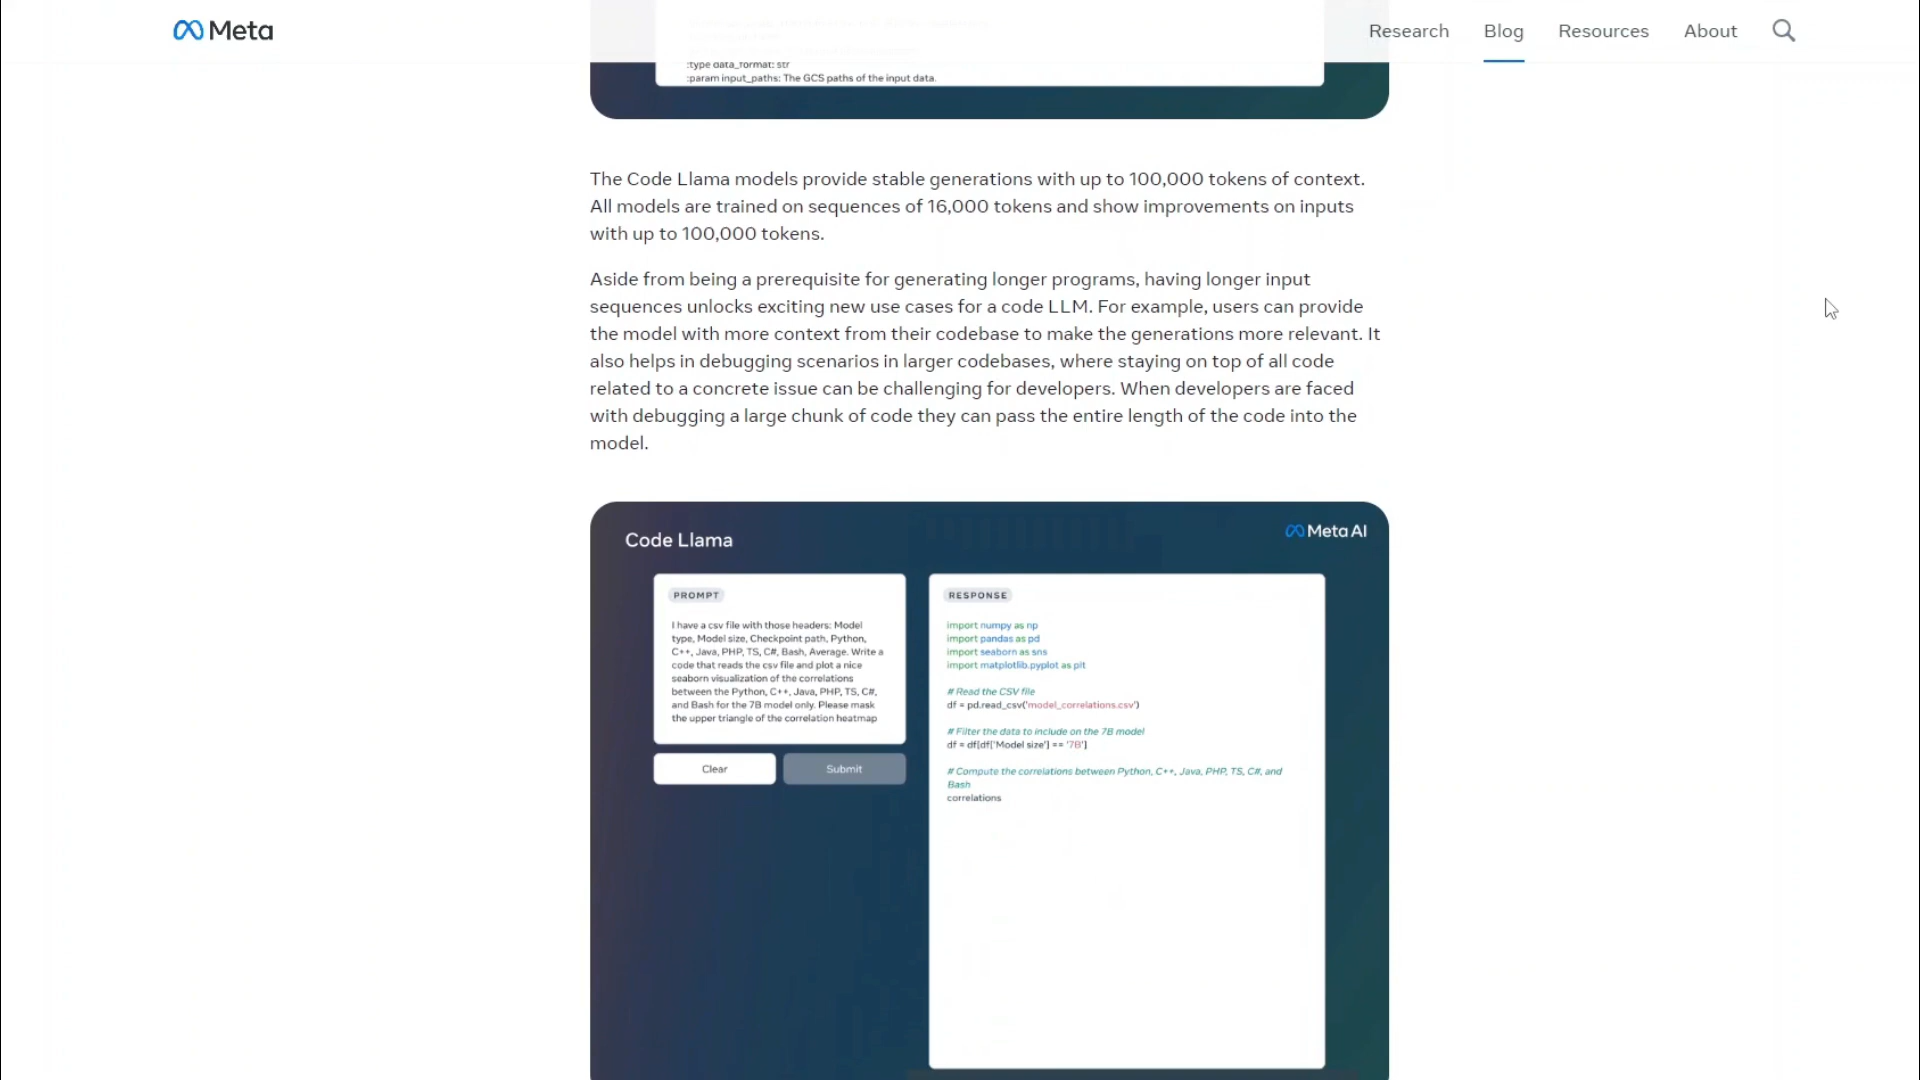 Meta
Research
Blog
Resources
About
:type data_format: str
:param input_paths: The GCS paths of the input data.
The Code Llama models provide stable generations with up to 100,000 tokens of context.
All models are trained on sequences of 16,000 tokens and show improvements on inputs
with up to 100,000 tokens.
Aside from being a prerequisite for generating longer programs, having longer input
sequences unlocks exciting new use cases for a code LLM. For example, users can provide
the model with more context from their codebase to make the generations more relevant. It
also helps in debugging scenarios in larger codebases, where staying on top of all code
related to a concrete issue can be challenging for developers. When developers are faced
with debugging a large chunk of code they can pass the entire length of the code into the
model.
Code Llama
Meta AI
PROMPT
I have a csv file with those headers: Model
type, Model size, Checkpoint path, Python,
C++, Java, PHP, TS, C#, Bash, Average. Write a
code that reads the csv file and plot a nice
seaborn visualization of the correlations
between the Python, C++, Java, PHP, TS, C#,
and Bash for the 7B model only. Please mask
the upper triangle of the correlation heatmap
Clear
Submit
RESPONSE
import numpy as np
import pandas as pd
import seaborn as sns
import matplotlib.pyplot as plt
# Read the CSV file
df = pd.read_csv('model_correlations.csv')
# Filter the data to include on the 7B model
df = df[df['Model size'] == '7B']
# Compute the correlations between Python, C++, Java, PHP, TS, C#, and
Bash
correlations